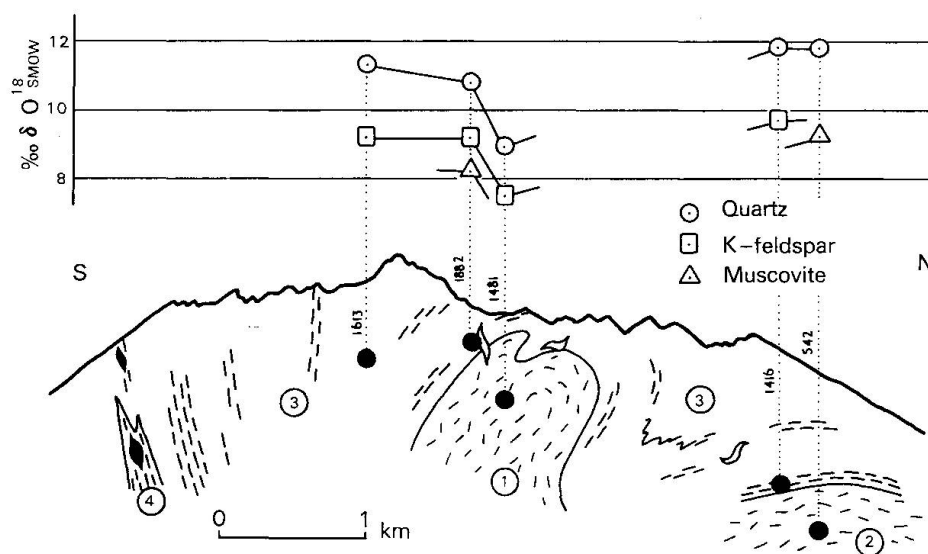 12
10
8
‰ δ O 18 SMOW
Quartz
K-feldspar
Muscovite
S
N
1613
1882
1481
1416
542
3
3
1
4
2
0 1
km